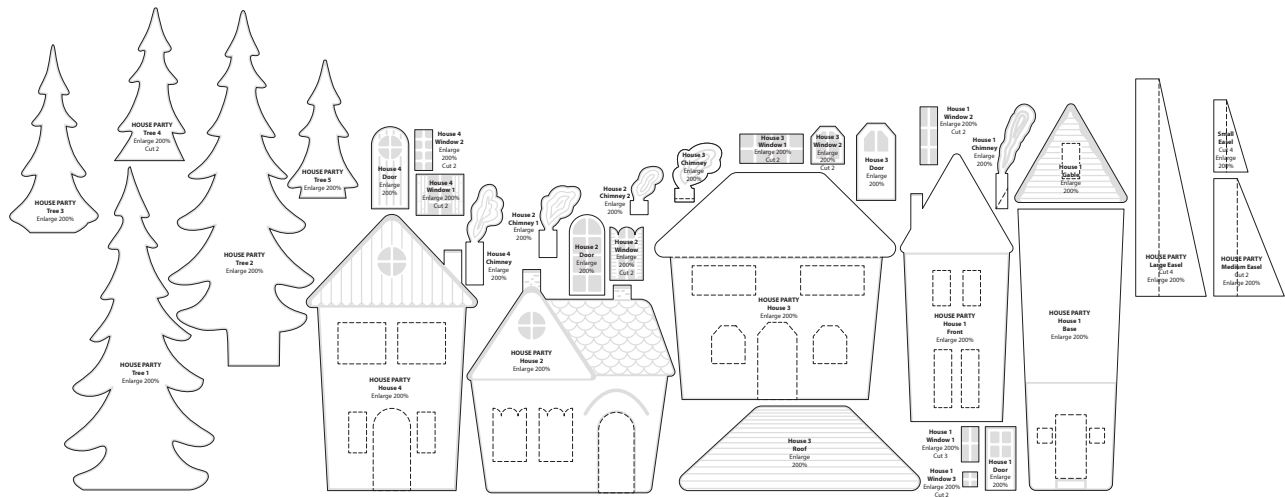 HOUSE PARTY
Tree 3
Enlarge 200%
HOUSE PARTY
Tree 4
Enlarge 200%
Cut 2
HOUSE PARTY
Tree 1
Enlarge 200%
HOUSE PARTY
Tree 2
Enlarge 200%
HOUSE PARTY
Tree 5
Enlarge 200%
House 4
Door
Enlarge
200%
House 4
Window 2
Enlarge
200%
Cut 2
House 4
Window 1
Enlarge 200%
Cut 2
HOUSE PARTY
House 4
Enlarge 200%
House 4
Chimney
Enlarge
200%
House 2
Chimney 1
Enlarge
200%
House 2
Door
Enlarge
200%
House 2
Chimney 2
Enlarge
200%
House 2
Window
Enlarge
200%
Cut 2
HOUSE PARTY
House 2
Enlarge 200%
House 3
Chimney
Enlarge
200%
House 3
Window 1
Enlarge 200%
Cut 2
House 3
Window 2
Enlarge
200%
Cut 2
House 3
Door
Enlarge
200%
HOUSE PARTY
House 3
Enlarge 200%
House 3
Roof
Enlarge
200%
House 1
Window 2
Enlarge 200%
Cut 2
House 1
Chimney
Enlarge
200%
HOUSE PARTY
House 1
Front
Enlarge 200%
House 1
Window 1
Enlarge 200%
Cut 3
House 1
Window 3
Enlarge 200%
Cut 2
House 1
Door
Enlarge
200%
House 1
Gable
Enlarge
200%
HOUSE PARTY
House 1
Base
Enlarge 200%
HOUSE PARTY
Large Easel
Cut 4
Enlarge 200%
Small
Easel
Cut 4
Enlarge
200%
HOUSE PARTY
Medium Easel
Cut 2
Enlarge 200%